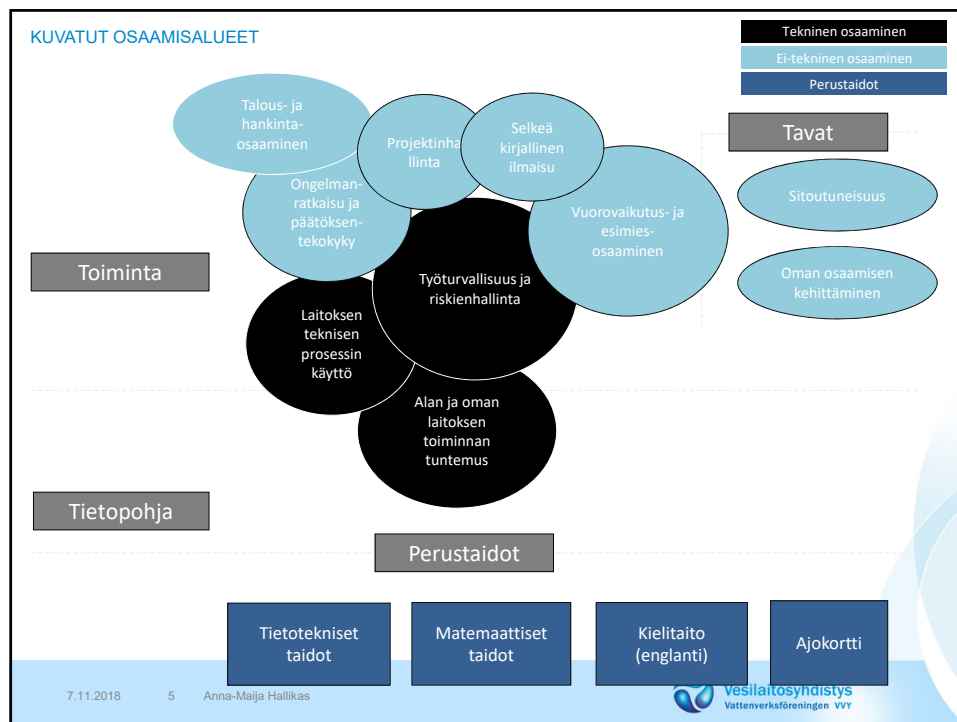 KUVATUT OSAAMISALUEET
Tekninen osaaminen
Ei-tekninen osaaminen
Perustaidot
Talous- ja
hankinta-
osaaminen
Projektinha
llinta
Selkeä
kirjallinen
ilmaisu
Tavat
Ongelman-
ratkaisu ja
päätöksen-
tekokyky
Vuorovaikutus- ja
esimies-
osaaminen
Sitoutuneisuus
Toiminta
Työturvallisuus ja
riskienhallinta
Oman osaamisen
kehittäminen
Laitoksen
teknisen
prosessin
käyttö
Alan ja oman
laitoksen
toiminnan
tuntemus
Tietopohja
Perustaidot
Tietotekniset
taidot
Matemaattiset
taidot
Kielitaito
(englanti)
Ajokortti
7.11.2018 5 Anna-Maija Hallikas
Vesilaitosyhdistys
Vattenverksföreningen VVY